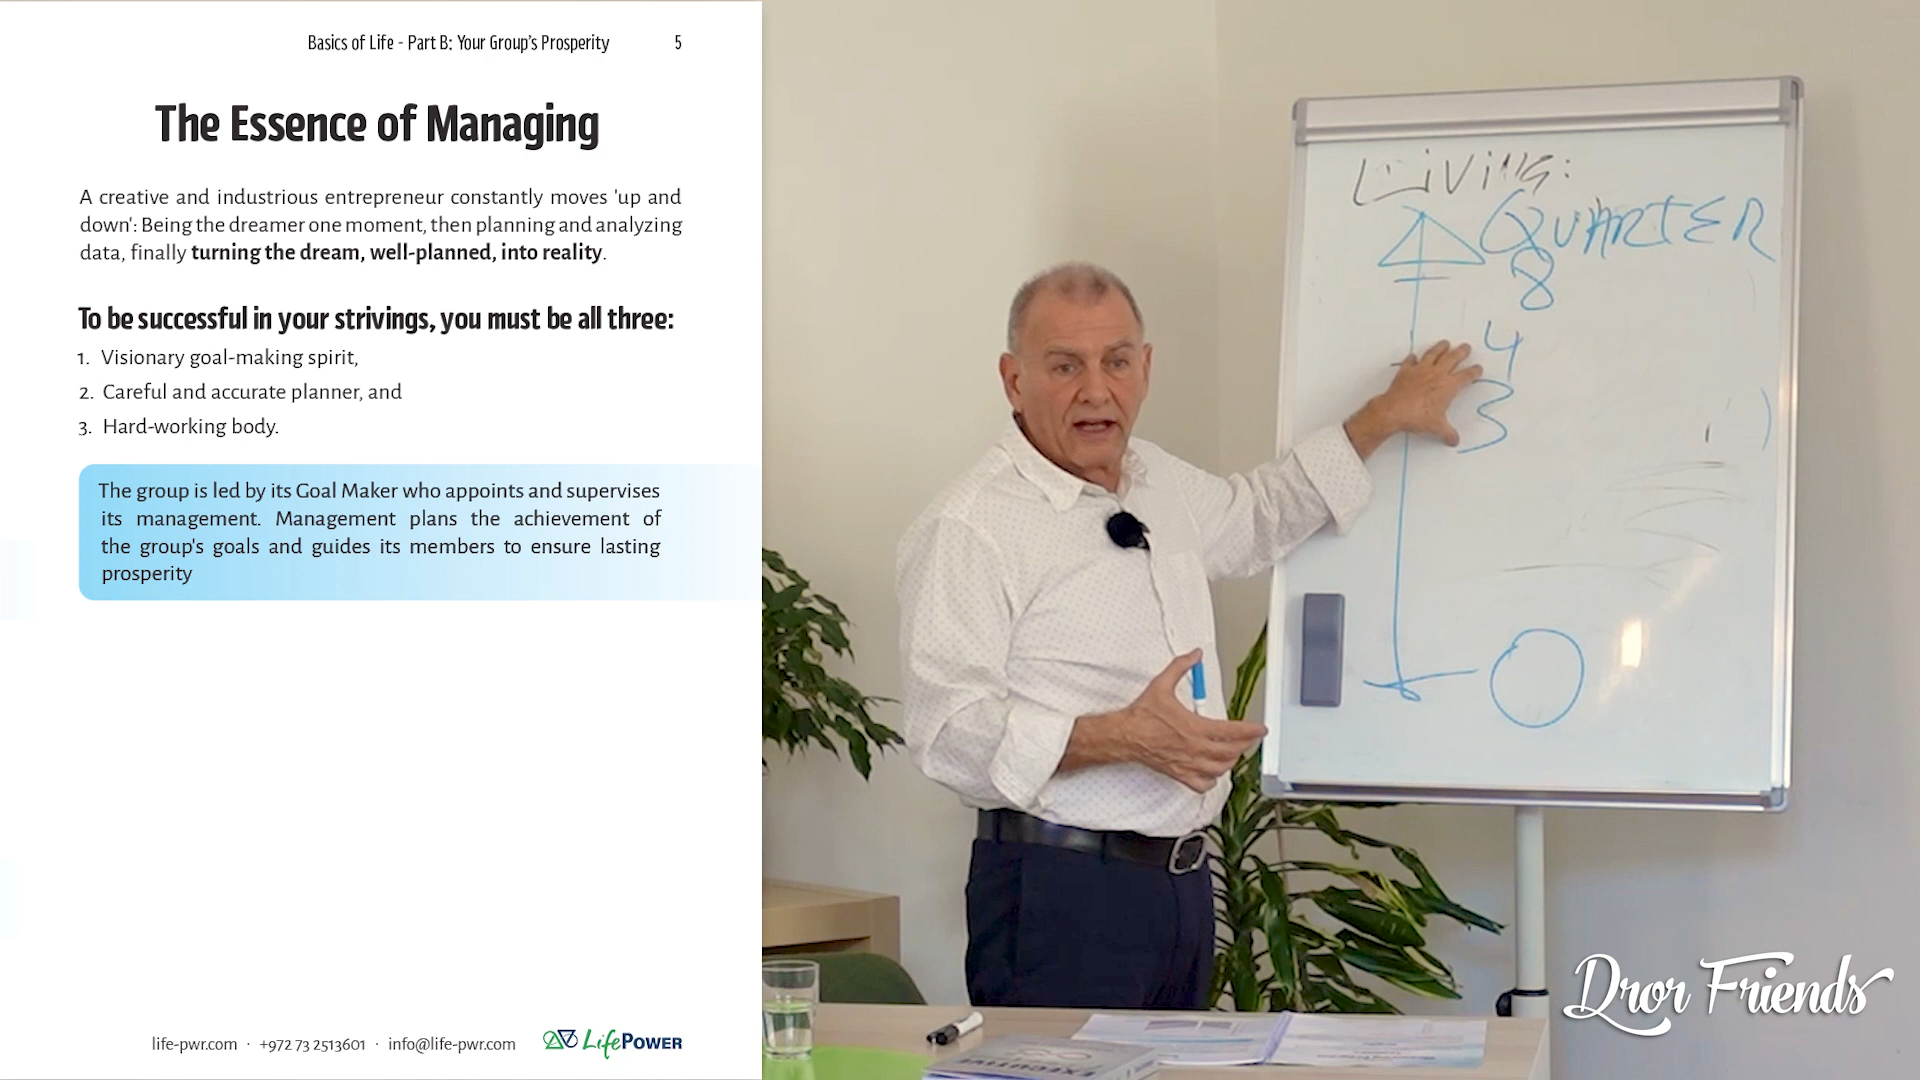 Basics of Life - Part B: Your Group's Prosperity 5
The Essence of Managing
A creative and industrious entrepreneur constantly moves 'up and
down': Being the dreamer one moment, then planning and analyzing
data, finally turning the dream, well-planned, into reality.
To be successful in your strivings, you must be all three:
1. Visionary goal-making spirit,
2. Careful and accurate planner, and
3. Hard-working body.
The group is led by its Goal Maker who appoints and supervises
its management. Management plans the achievement of
the group's goals and guides its members to ensure lasting
prosperity
life-pwr.com · +972 73 2513601 · info@life-pwr.com LifePOWER
Living:
QUARTER
8
4
3
Dror Friends